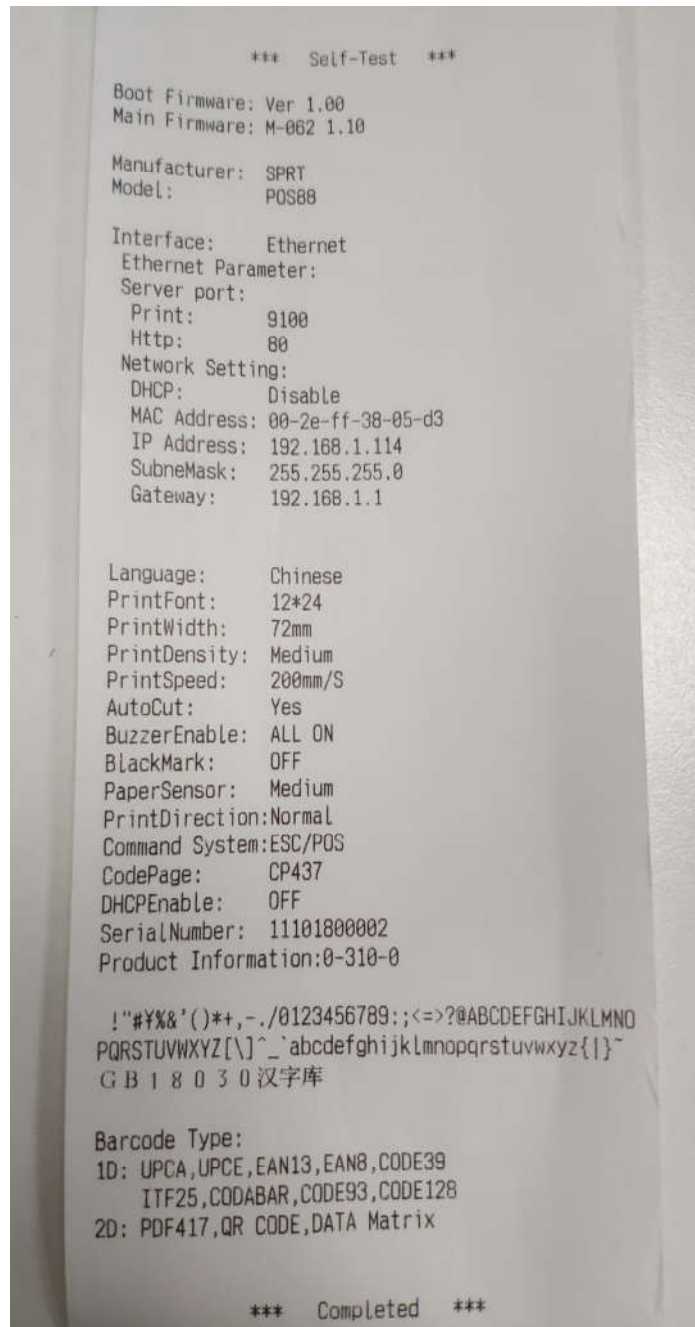 *** Self-Test ***
Boot Firmware: Ver 1.00
Main Firmware: M-062 1.10
Manufacturer: SPRT
Model: POS88
Interface: Ethernet
Ethernet Parameter:
Server port:
Print: 9100
Http: 80
Network Setting:
DHCP: Disable
MAC Address: 00-2e-ff-38-05-d3
IP Address: 192.168.1.114
SubneMask: 255.255.255.0
Gateway: 192.168.1.1
Language: Chinese
PrintFont: 12*24
PrintWidth: 72mm
PrintDensity: Medium
PrintSpeed: 200mm/S
AutoCut: Yes
BuzzerEnable: ALL ON
BlackMark: OFF
PaperSensor: Medium
PrintDirection:Normal
Command System:ESC/POS
CodePage: CP437
DHCPEnable: OFF
SerialNumber: 11101800002
Product Information:0-310-0
!"#¥%&'()*+,-./0123456789:;<=>?@ABCDEFGHIJKLMNO
PQRSTUVWXYZ[\]^_`abcdefghijklmnopqrstuvwxyz{|}~
GB18030汉字库
Barcode Type:
1D: UPCA,UPCE,EAN13,EAN8,CODE39
ITF25,CODABAR,CODE93,CODE128
2D: PDF417,QR CODE,DATA Matrix
*** Completed ***